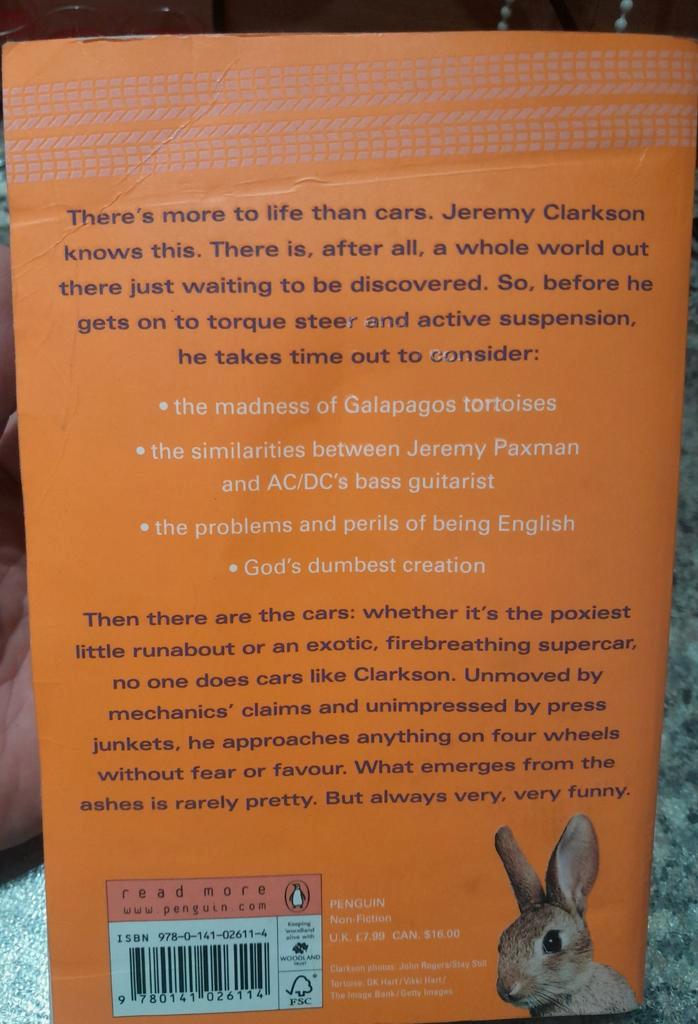 There's more to life than cars. Jeremy Clarkson
knows this. There is, after all, a whole world out
there just waiting to be discovered. So, before he
gets on to torque steer and active suspension,
he takes time out to consider:
• the madness of Galapagos tortoises
• the similarities between Jeremy Paxman
and AC/DC's bass guitarist
• the problems and perils of being English
• God's dumbest creation
Then there are the cars: whether it's the poxiest
little runabout or an exotic, firebreathing supercar,
no one does cars like Clarkson. Unmoved by
mechanics' claims and unimpressed by press
junkets, he approaches anything on four wheels
without fear or favour. What emerges from the
ashes is rarely pretty. But always very, very funny.
read more
www.penguin.com
ISBN 978-0-141-02611-4
9 780141 026114
Keeping
woodland
alive with
WOODLAND
TRUST
FSC
PENGUIN
Non-Fiction
U.K. £7.99 CAN. $16.00
Clarkson photos: John Rogers/Stay Still
Tortoise: GK Hart/Vikki Hart/
The Image Bank/Getty Images